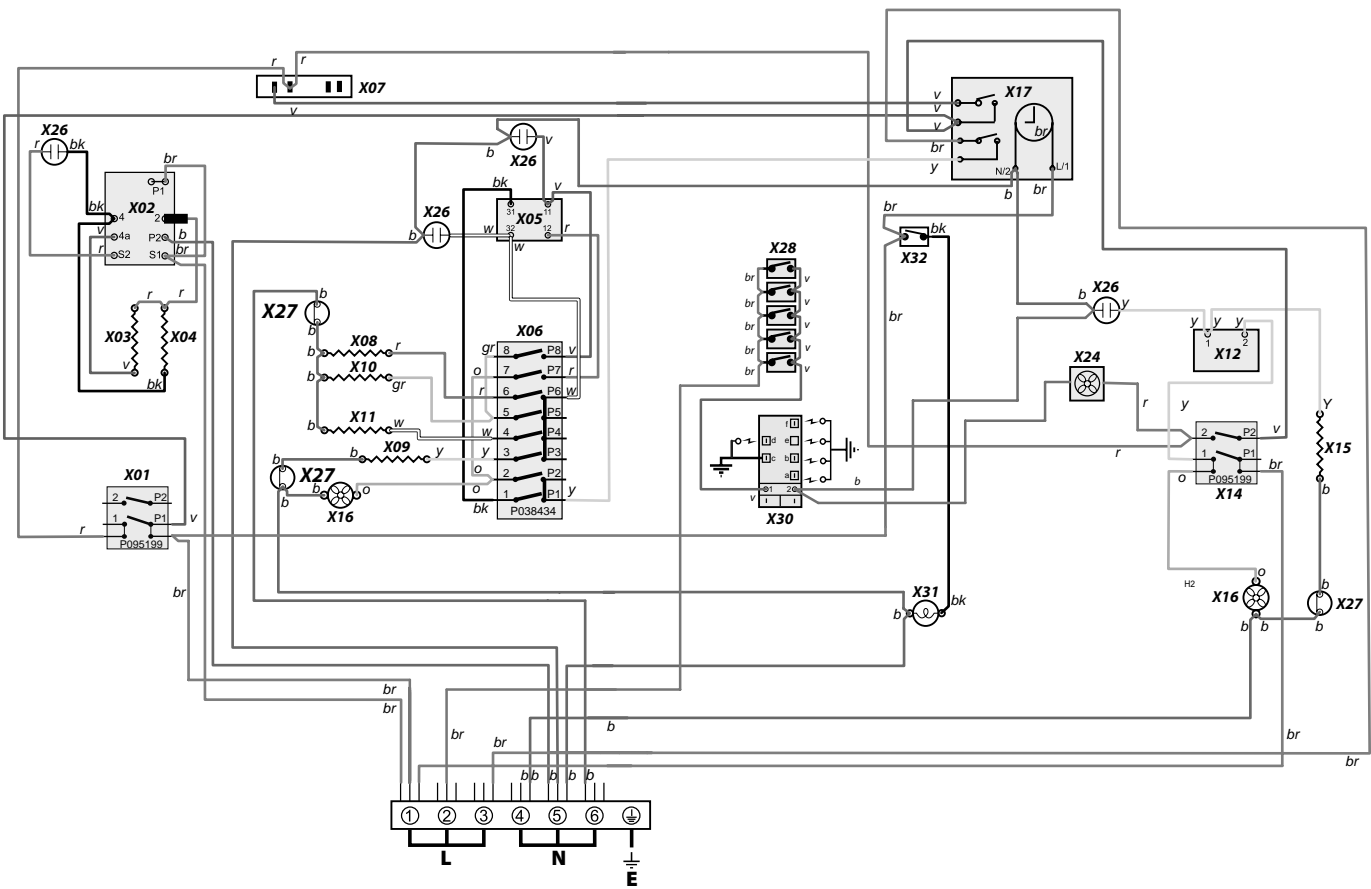 r r
X07
v
X17
v
v
v
br
br
y
N/2
L/1
b
br
X26
r bk
br
P1
X02
bk
4
2
v
4a
P2
b
r
S2
S1
br
X26
b
v
bk
v
31
11
X05
X26
w
32
12
r
w
br
bk
X32
X28
br v
br v
br v
br v
X26
b y
y y y
1 2
X12
r r
X03 X04
v
bk
X27
b
b
b
X08
r
b
X10
gr
b
X11
w
X09
b y
b
X27
b
b
X16
o
X06
gr 8 P8 v
o 7 P7 r
r 6 P6 w
5 P5
w 4 P4
y 3 P3
o 2 P2
o
1 P1 y
bk
P038434
br
X24
r
y
r
Y
X15
b
f
d e
c b
a
1 2
v
b
X30
2 P2 v
1 P1 br
o
P095199
X14
X01
2 P2
1 P1
v
r
P095199
br
X31
b bk
H2
o
X16
b b
b
X27
b
br
br
br
br
b
br
br
b b b b b b
1 2 3 4 5 6
L N E